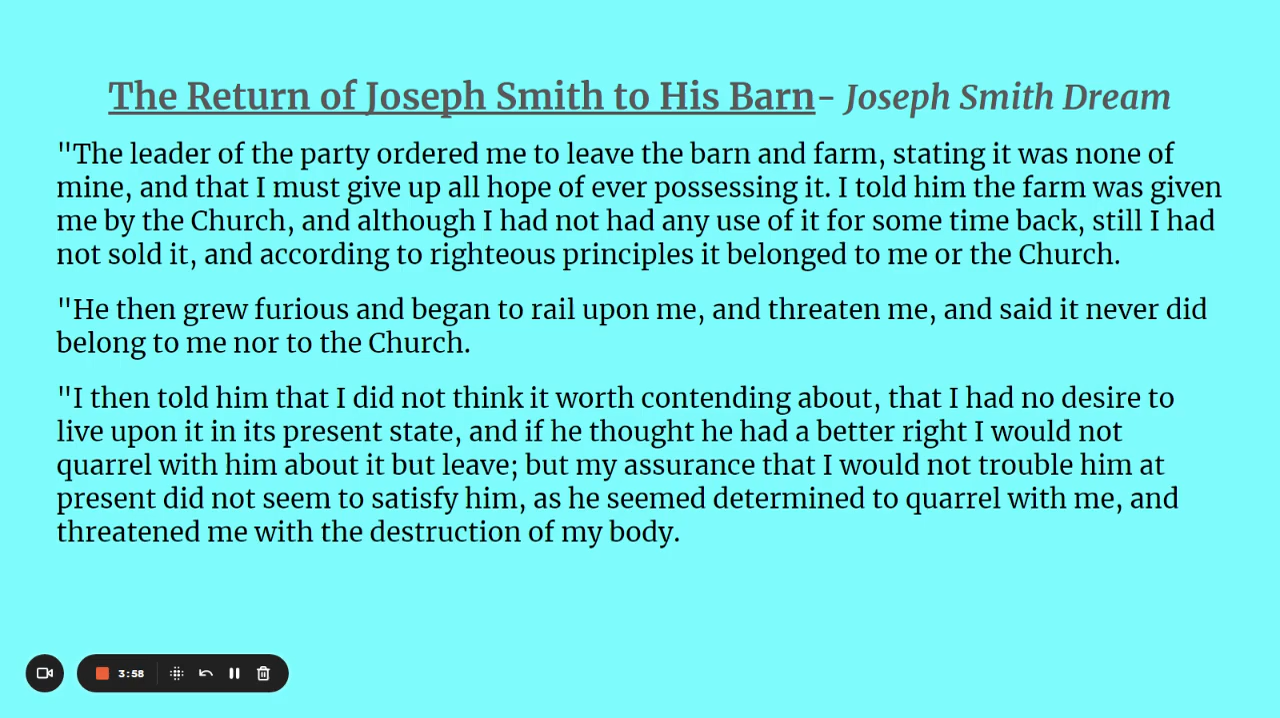 The Return of Joseph Smith to His Barn- Joseph Smith Dream
"The leader of the party ordered me to leave the barn and farm, stating it was none of
mine, and that I must give up all hope of ever possessing it. I told him the farm was given
me by the Church, and although I had not had any use of it for some time back, still I had
not sold it, and according to righteous principles it belonged to me or the Church.
"He then grew furious and began to rail upon me, and threaten me, and said it never did
belong to me nor to the Church.
"I then told him that I did not think it worth contending about, that I had no desire to
live upon it in its present state, and if he thought he had a better right I would not
quarrel with him about it but leave; but my assurance that I would not trouble him at
present did not seem to satisfy him, as he seemed determined to quarrel with me, and
threatened me with the destruction of my body.
3:58